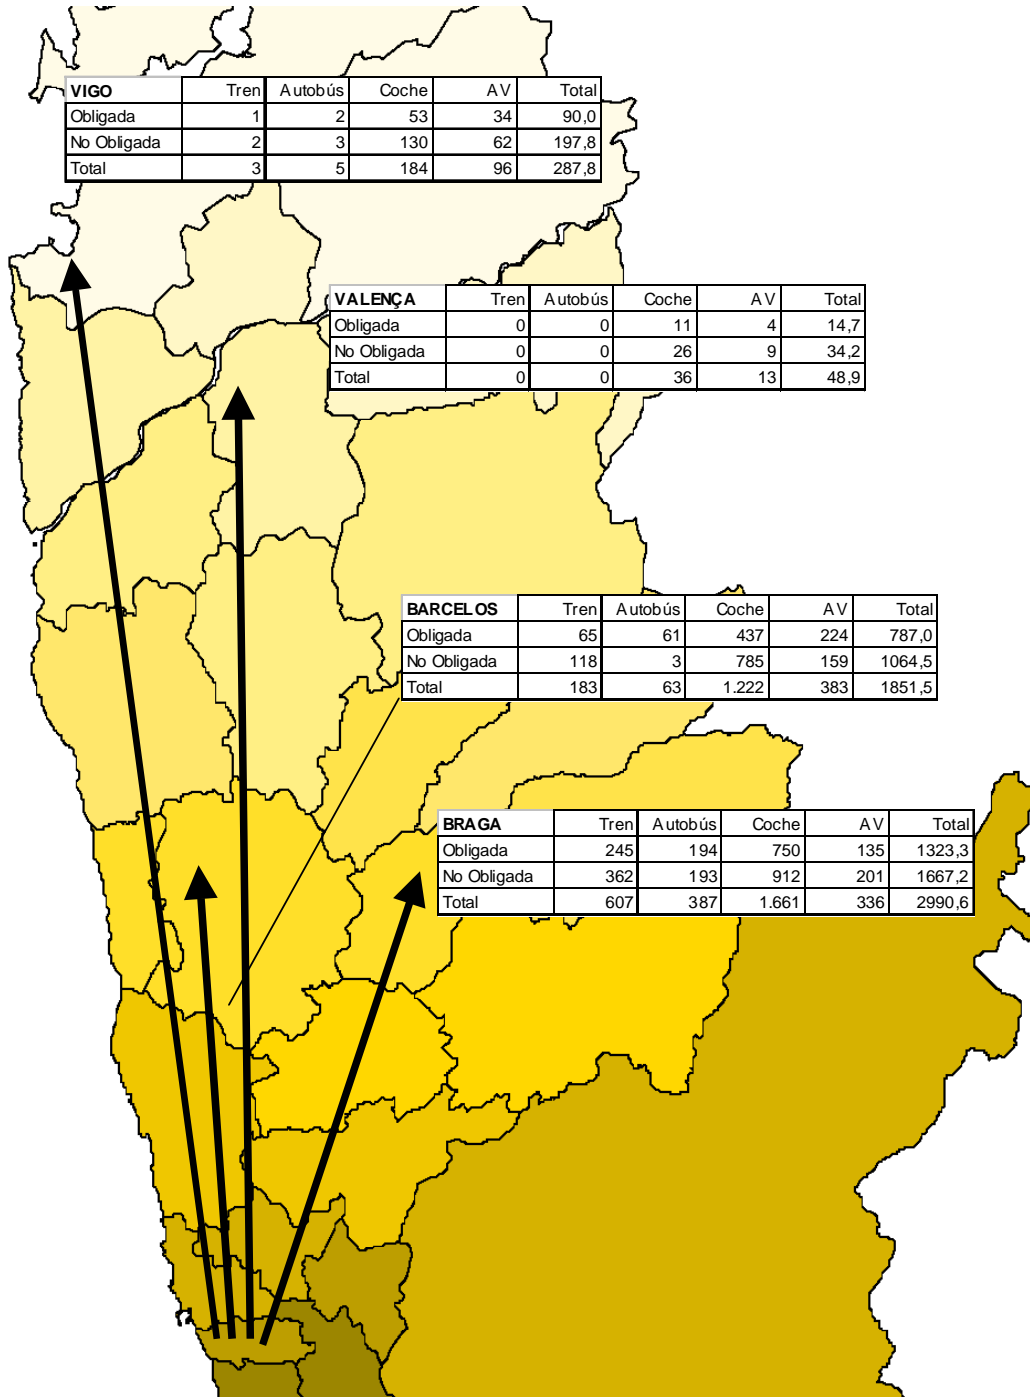 VIGO Tren Autobús Coche AV Total
Obligada 1 2 53 34 90,0
No Obligada 2 3 130 62 197,8
Total 3 5 184 96 287,8
VALENÇA Tren Autobús Coche AV Total
Obligada 0 0 11 4 14,7
No Obligada 0 0 26 9 34,2
Total 0 0 36 13 48,9
BARCELOS Tren Autobús Coche AV Total
Obligada 65 61 437 224 787,0
No Obligada 118 3 785 159 1064,5
Total 183 63 1.222 383 1851,5
BRAGA Tren Autobús Coche AV Total
Obligada 245 194 750 135 1323,3
No Obligada 362 193 912 201 1667,2
Total 607 387 1.661 336 2990,6